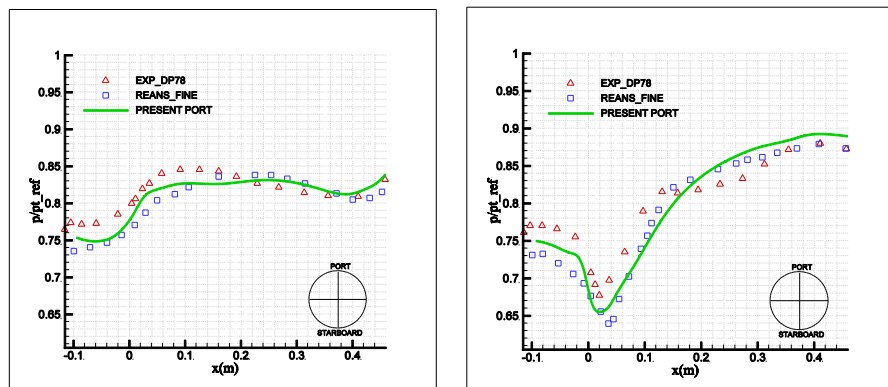 1
EXP_DP78
REANS_FINE
PRESENT PORT
0.95
0.9
0.85
0.8
0.75
0.7
0.65
p/pt_ref
PORT
STARBOARD
-0.1.
0.
0.1.
0.2.
0.3
0.4
x(m)
1
EXP_DP78
REANS_FINE
PRESENT PORT
0.95
0.9
0.85
0.8
0.75
0.7
0.65
0.6
p/pt_ref
PORT
STARBOARD
-0.1
0.
0.1
0.2
0.3
0.4
x(m)